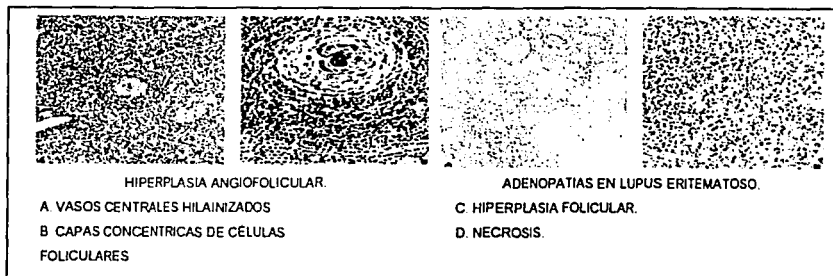 HIPERPLASIA ANGIOFOLICULAR.
A. VASOS CENTRALES HILAINIZADOS
B CAPAS CONCENTRICAS DE CÉLULAS
FOLICULARES
ADENOPATIAS EN LUPUS ERITEMATOSO.
C. HIPERPLASIA FOLICULAR.
D. NECROSIS.